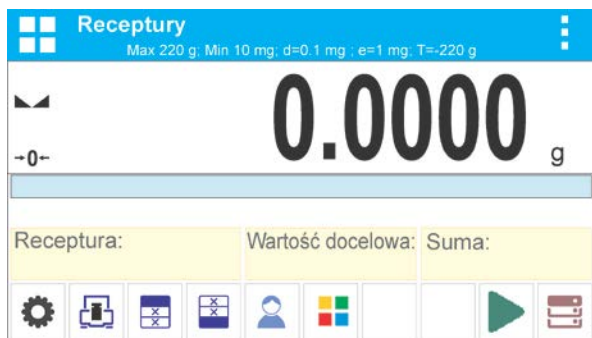 Receptury
Max 220 g; Min 10 mg; d=0.1 mg ; e=1 mg; T=-220 g
→0←
0.0000 g
Receptura: Wartość docelowa: Suma: